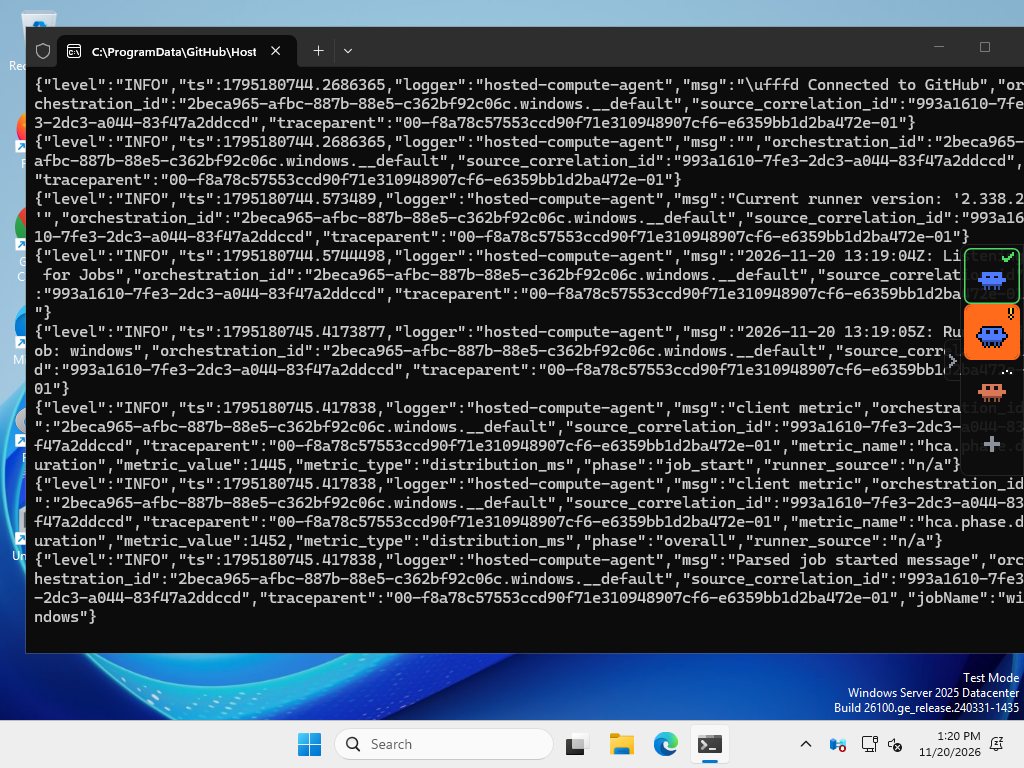 C:\ProgramData\GitHub\Host
{"level":"INFO","ts":1795180744.2686365,"logger":"hosted-compute-agent","msg":"\ufffd Connected to GitHub","or
chestration_id":"2beca965-afbc-887b-88e5-c362bf92c06c.windows.__default","source_correlation_id":"993a1610-7fe
3-2dc3-a044-83f47a2ddccd","traceparent":"00-f8a78c57553ccd90f71e310948907cf6-e6359bb1d2ba472e-01"}
{"level":"INFO","ts":1795180744.2686365,"logger":"hosted-compute-agent","msg":"","orchestration_id":"2beca965-
afbc-887b-88e5-c362bf92c06c.windows.__default","source_correlation_id":"993a1610-7fe3-2dc3-a044-83f47a2ddccd",
"traceparent":"00-f8a78c57553ccd90f71e310948907cf6-e6359bb1d2ba472e-01"}
{"level":"INFO","ts":1795180744.573489,"logger":"hosted-compute-agent","msg":"Current runner version: '2.338.2
'","orchestration_id":"2beca965-afbc-887b-88e5-c362bf92c06c.windows.__default","source_correlation_id":"993a16
10-7fe3-2dc3-a044-83f47a2ddccd","traceparent":"00-f8a78c57553ccd90f71e310948907cf6-e6359bb1d2ba472e-01"}
{"level":"INFO","ts":1795180744.5744498,"logger":"hosted-compute-agent","msg":"2026-11-20 13:19:04Z: Listen
for Jobs","orchestration_id":"2beca965-afbc-887b-88e5-c362bf92c06c.windows.__default","source_correlation_id"
:"993a1610-7fe3-2dc3-a044-83f47a2ddccd","traceparent":"00-f8a78c57553ccd90f71e310948907cf6-e6359bb1d2ba472e-01
"}
{"level":"INFO","ts":1795180745.4173877,"logger":"hosted-compute-agent","msg":"2026-11-20 13:19:05Z: Ru
ob: windows","orchestration_id":"2beca965-afbc-887b-88e5-c362bf92c06c.windows.__default","source_corr
d":"993a1610-7fe3-2dc3-a044-83f47a2ddccd","traceparent":"00-f8a78c57553ccd90f71e310948907cf6-e6359bb1d2ba472e-
01"}
{"level":"INFO","ts":1795180745.417838,"logger":"hosted-compute-agent","msg":"client metric","orchestration_id
":"2beca965-afbc-887b-88e5-c362bf92c06c.windows.__default","source_correlation_id":"993a1610-7fe3-2dc3-a044-83
f47a2ddccd","traceparent":"00-f8a78c57553ccd90f71e310948907cf6-e6359bb1d2ba472e-01","metric_name":"hca.phase.d
uration","metric_value":1445,"metric_type":"distribution_ms","phase":"job_start","runner_source":"n/a"}
{"level":"INFO","ts":1795180745.417838,"logger":"hosted-compute-agent","msg":"client metric","orchestration_id
":"2beca965-afbc-887b-88e5-c362bf92c06c.windows.__default","source_correlation_id":"993a1610-7fe3-2dc3-a044-83
f47a2ddccd","traceparent":"00-f8a78c57553ccd90f71e310948907cf6-e6359bb1d2ba472e-01","metric_name":"hca.phase.d
uration","metric_value":1452,"metric_type":"distribution_ms","phase":"overall","runner_source":"n/a"}
{"level":"INFO","ts":1795180745.417838,"logger":"hosted-compute-agent","msg":"Parsed job started message","orc
hestration_id":"2beca965-afbc-887b-88e5-c362bf92c06c.windows.__default","source_correlation_id":"993a1610-7fe3
-2dc3-a044-83f47a2ddccd","traceparent":"00-f8a78c57553ccd90f71e310948907cf6-e6359bb1d2ba472e-01","jobName":"wi
ndows"}
Test Mode
Windows Server 2025 Datacenter
Build 26100.ge_release.240331-1435
Search
1:20 PM
11/20/2026